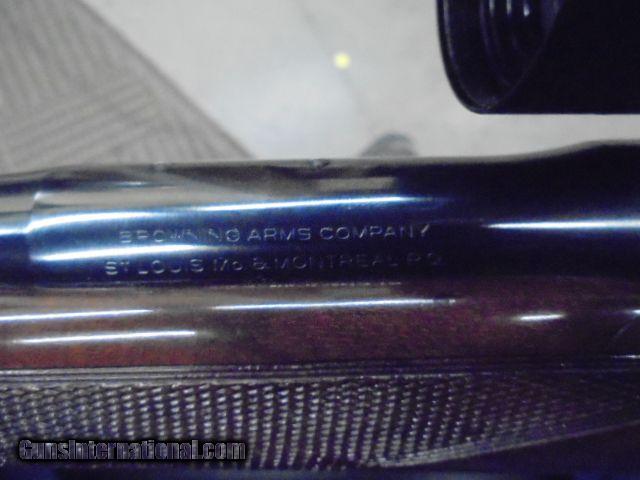 BROWNING ARMS COMPANY
ST LOUIS MO & MONTREAL P.Q.
GunsInternational.com